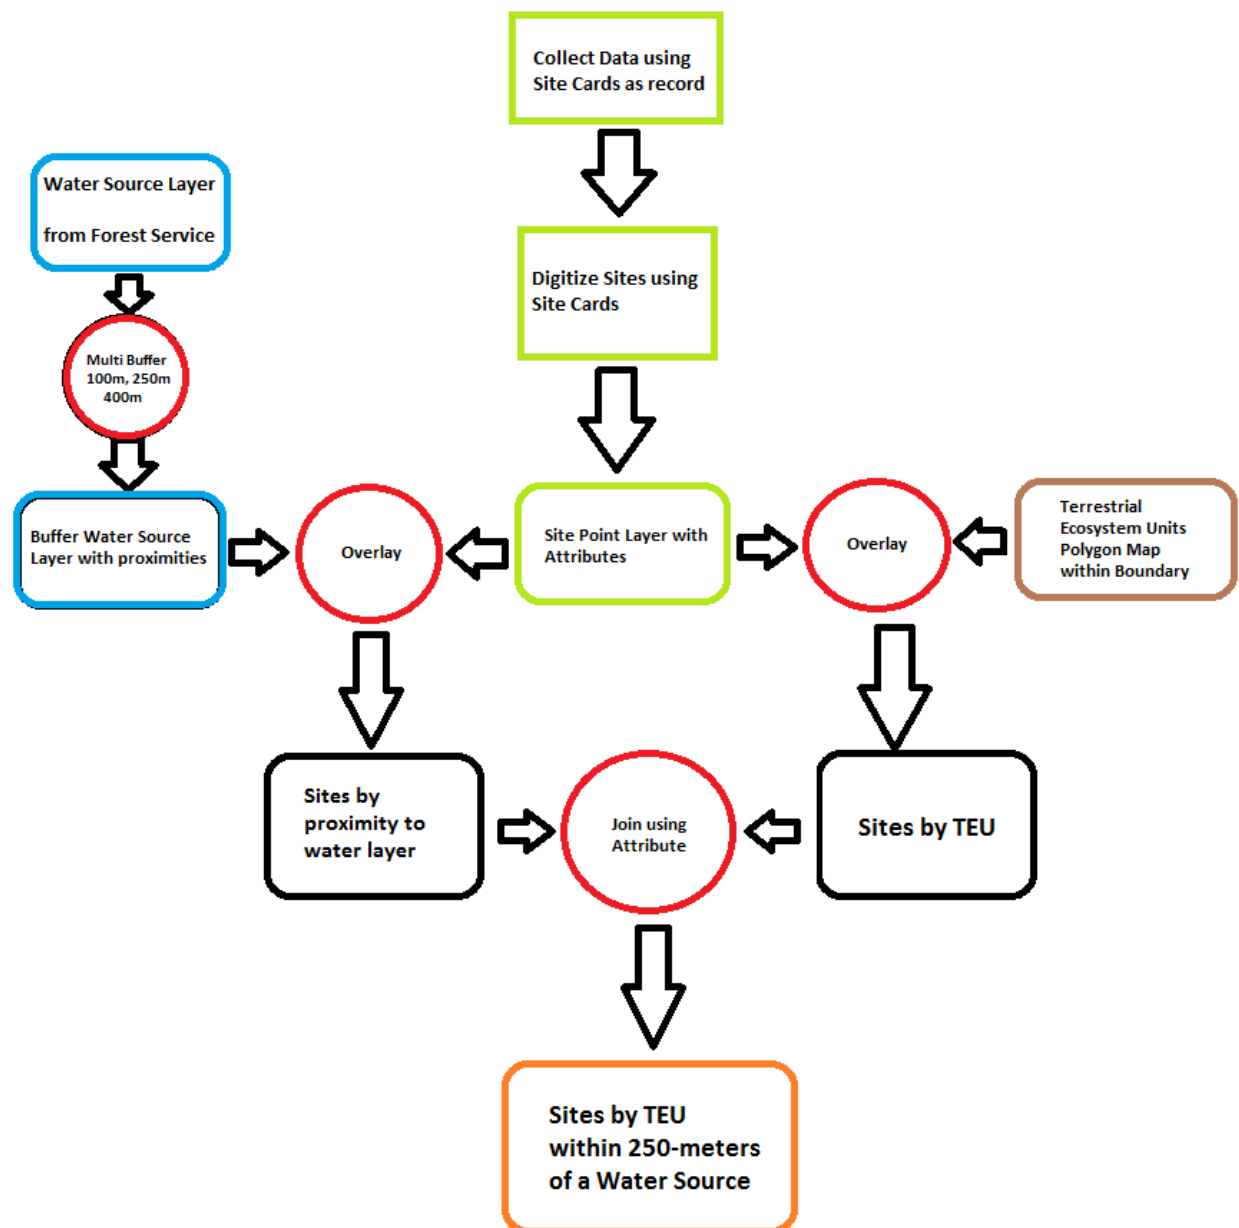 Collect Data using
Site Cards as record
Water Source Layer
from Forest Service
Digitize Sites using
Site Cards
Multi Buffer
100m, 250m
400m
Buffer Water Source
Layer with proximities
Overlay
Site Point Layer with
Attributes
Overlay
Terrestrial
Ecosystem Units
Polygon Map
within Boundary
Sites by
proximity to
water layer
Join using
Attribute
Sites by TEU
Sites by TEU
within 250-meters
of a Water Source